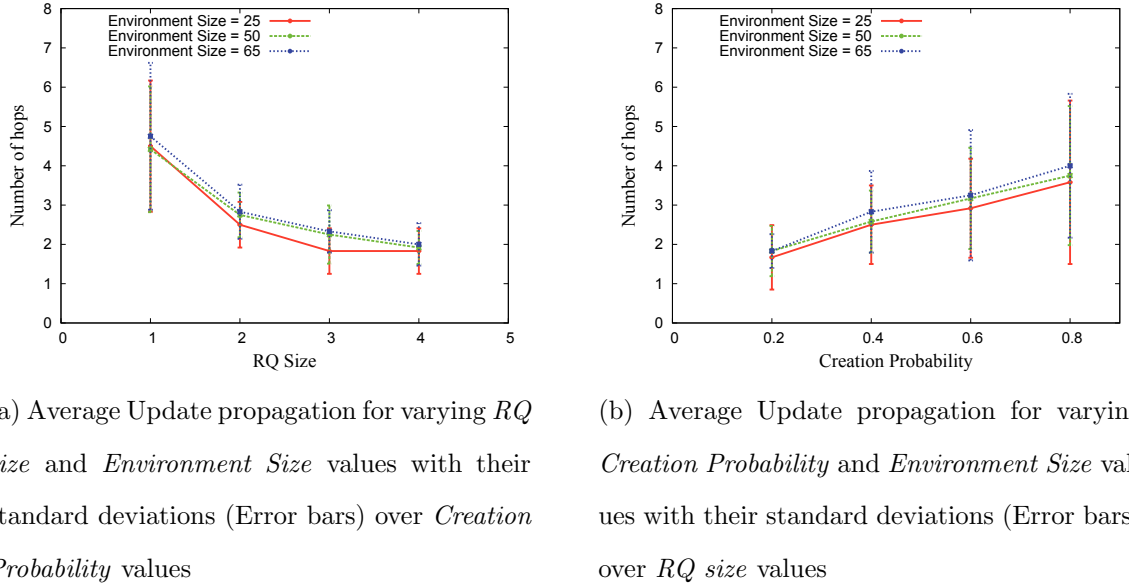 8
7
6
5
4
3
2
1
0
Number of hops
Environment Size = 25
Environment Size = 50
Environment Size = 65
0 1 2 3 4 5
RQ Size
8
7
6
5
4
3
2
1
0
Number of hops
Environment Size = 25
Environment Size = 50
Environment Size = 65
0 0.2 0.4 0.6 0.8
Creation Probability
a) Average Update propagation for varying RQ
ize and Environment Size values with their
tandard deviations (Error bars) over Creation
Probability values
(b) Average Update propagation for varyin
Creation Probability and Environment Size val
ues with their standard deviations (Error bars
over RQ size values